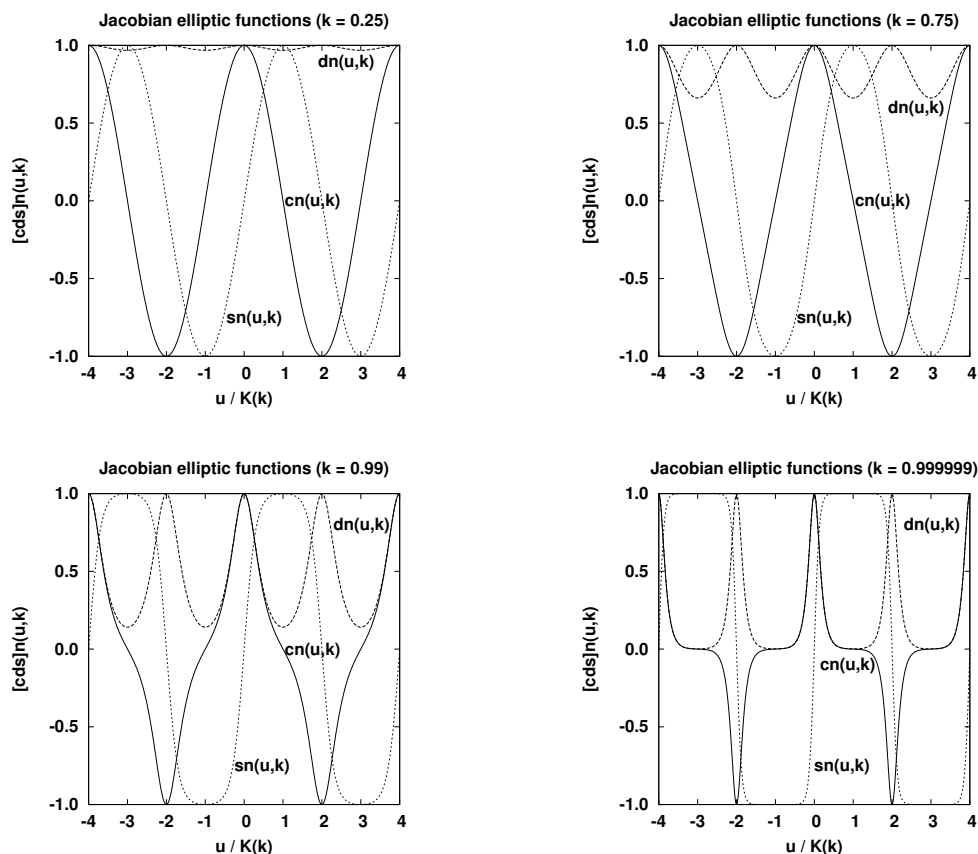 Jacobian elliptic functions (k = 0.25)
1.0
0.5
0.0
-0.5
-1.0
[cds]n(u,k)
dn(u,k)
cn(u,k)
sn(u,k)
-4 -3 -2 -1 0 1 2 3 4
u / K(k)
Jacobian elliptic functions (k = 0.75)
1.0
0.5
0.0
-0.5
-1.0
[cds]n(u,k)
dn(u,k)
cn(u,k)
sn(u,k)
-4 -3 -2 -1 0 1 2 3 4
u / K(k)
Jacobian elliptic functions (k = 0.99)
1.0
0.5
0.0
-0.5
-1.0
[cds]n(u,k)
dn(u,k)
cn(u,k)
sn(u,k)
-4 -3 -2 -1 0 1 2 3 4
u / K(k)
Jacobian elliptic functions (k = 0.999999)
1.0
0.5
0.0
-0.5
-1.0
[cds]n(u,k)
dn(u,k)
cn(u,k)
sn(u,k)
-4 -3 -2 -1 0 1 2 3 4
u / K(k)